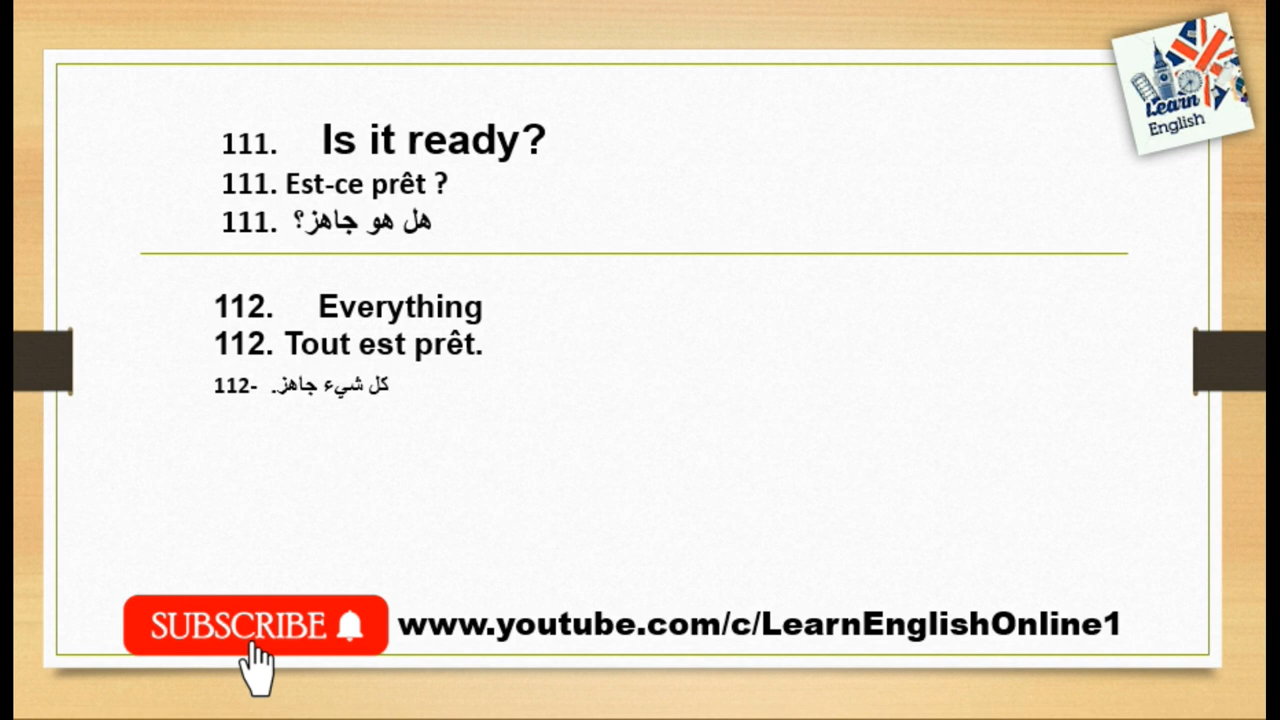 Learn
English
111. Is it ready?
111. Est-ce prêt ?
111. هل هو جاهز؟
112. Everything
112. Tout est prêt.
112- كل شيء جاهز.
SUBSCRIBE www.youtube.com/c/LearnEnglishOnline1